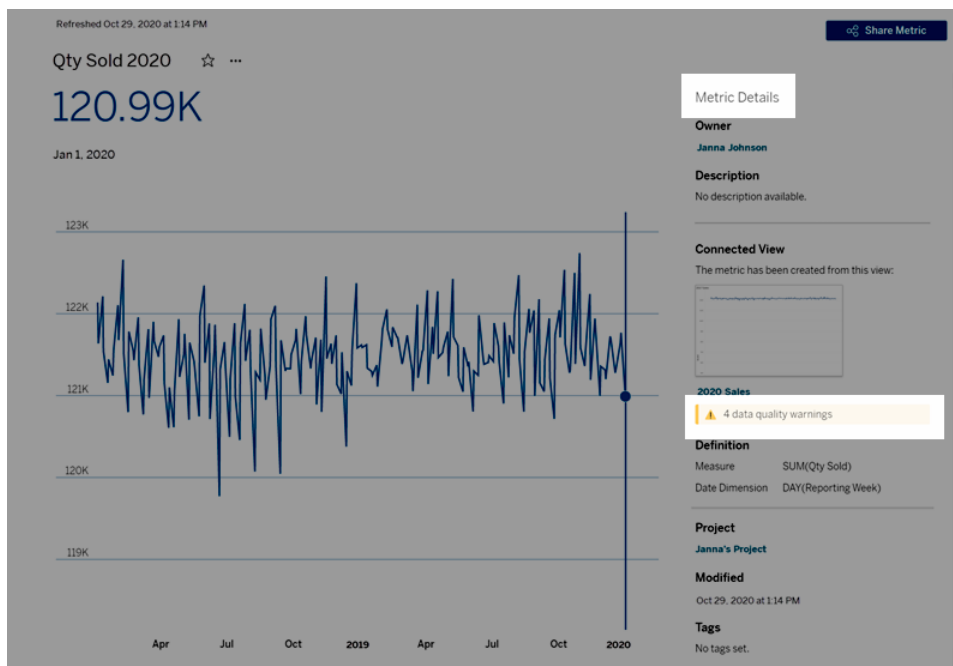 Refreshed Oct 29, 2020 at 1:14 PM
Share Metric
Qty Sold 2020
120.99K
Jan 1, 2020
123K
122K
121K
120K
119K
Apr
Jul
Oct
2019
Apr
Jul
Oct
2020
Metric Details
Owner
Janna Johnson
Description
No description available.
Connected View
The metric has been created from this view:
2020 Sales
4 data quality warnings
Definition
Measure SUM(Qty Sold)
Date Dimension DAY(Reporting Week)
Project
Janna's Project
Modified
Oct 29, 2020 at 1:14 PM
Tags
No tags set.